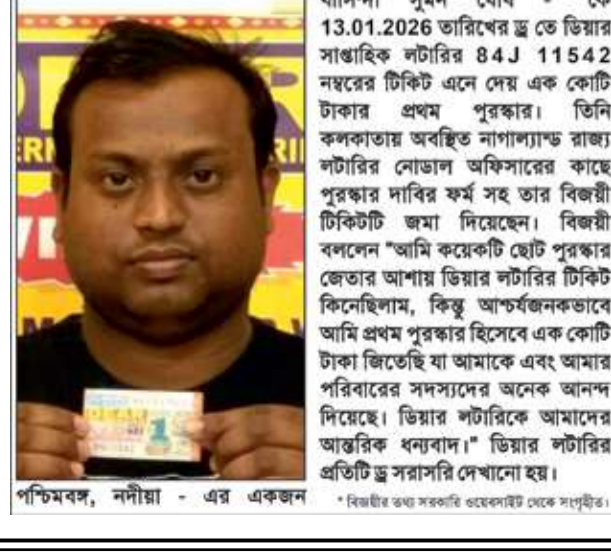 পশ্চিমবঙ্গ, নদীয়া - এর একজন
বাসিন্দা সুমন ঘোষ - কে
13.01.2026 তারিখের ড্র তে ডিয়ার
সাপ্তাহিক লটারির 84J 11542
নম্বরের টিকিট এনে দেয় এক কোটি
টাকার প্রথম পুরস্কার। তিনি
কলকাতায় অবস্থিত নাগাল্যান্ড রাজ্য
লটারির নোডাল অফিসারের কাছে
পুরস্কার দাবির ফর্ম সহ তার বিজয়ী
টিকিটটি জমা দিয়েছেন। বিজয়ী
বললেন "আমি কয়েকটি ছোট পুরস্কার
জেতার আশায় ডিয়ার লটারির টিকিট
কিনেছিলাম, কিন্তু আশ্চর্যজনকভাবে
আমি প্রথম পুরস্কার হিসেবে এক কোটি
টাকা জিতেছি যা আমাকে এবং আমার
পরিবারের সদস্যদের অনেক আনন্দ
দিয়েছে। ডিয়ার লটারিকে আমাদের
আন্তরিক ধন্যবাদ।" ডিয়ার লটারির
প্রতিটি ড্র সরাসরি দেখানো হয়।
* বিজয়ীর তথ্য সরকারি ওয়েবসাইট থেকে সংগৃহীত।